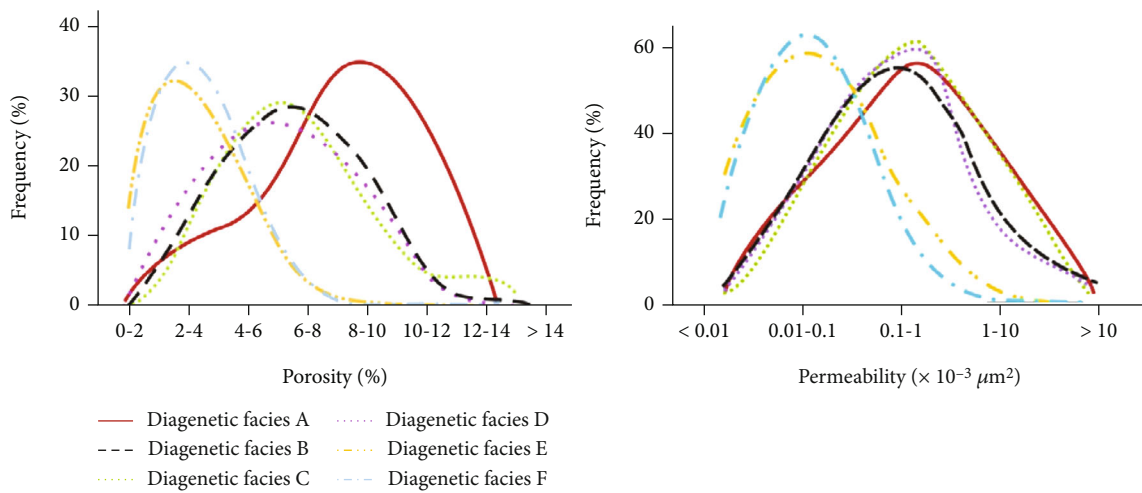 40
30
20
10
0
Frequency (%)
0-2
2-4
4-6
6-8
8-10
10-12
12-14
> 14
Porosity (%)
60
40
20
0
Frequency (%)
< 0.01
0.01-0.1
0.1-1
1-10
> 10
Permeability (× 10⁻³ μm²)
Diagenetic facies A
Diagenetic facies B
Diagenetic facies C
Diagenetic facies D
Diagenetic facies E
Diagenetic facies F